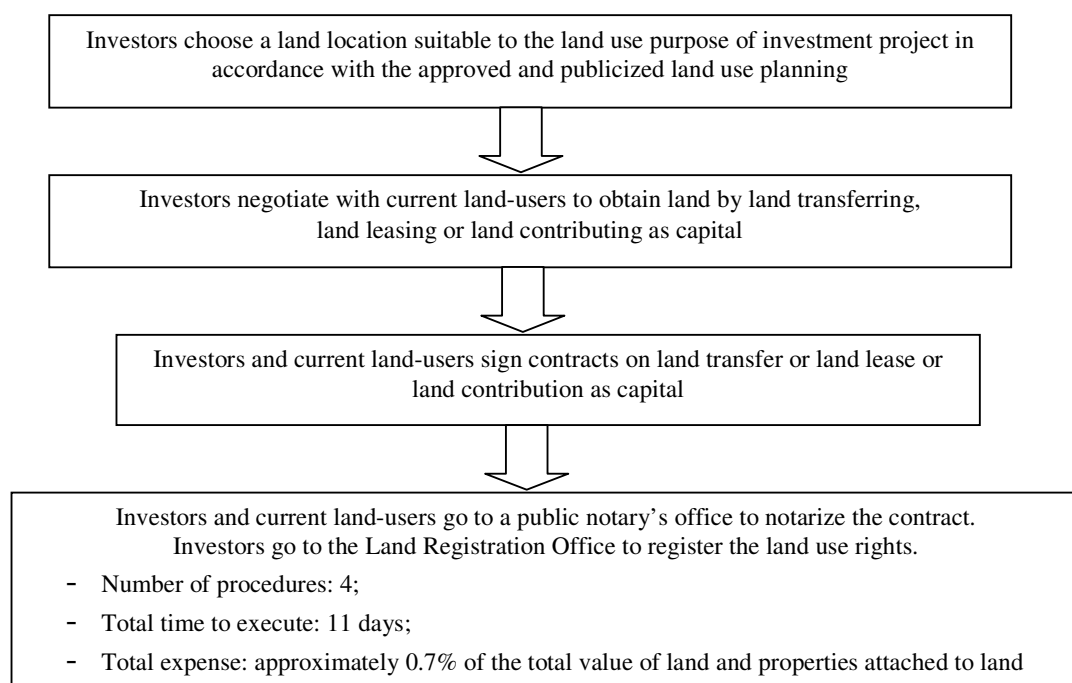 Investors choose a land location suitable to the land use purpose of investment project in
accordance with the approved and publicized land use planning
Investors negotiate with current land-users to obtain land by land transferring,
land leasing or land contributing as capital
Investors and current land-users sign contracts on land transfer or land lease or
land contribution as capital
Investors and current land-users go to a public notary's office to notarize the contract.
Investors go to the Land Registration Office to register the land use rights.
- Number of procedures: 4;
- Total time to execute: 11 days;
- Total expense: approximately 0.7% of the total value of land and properties attached to land